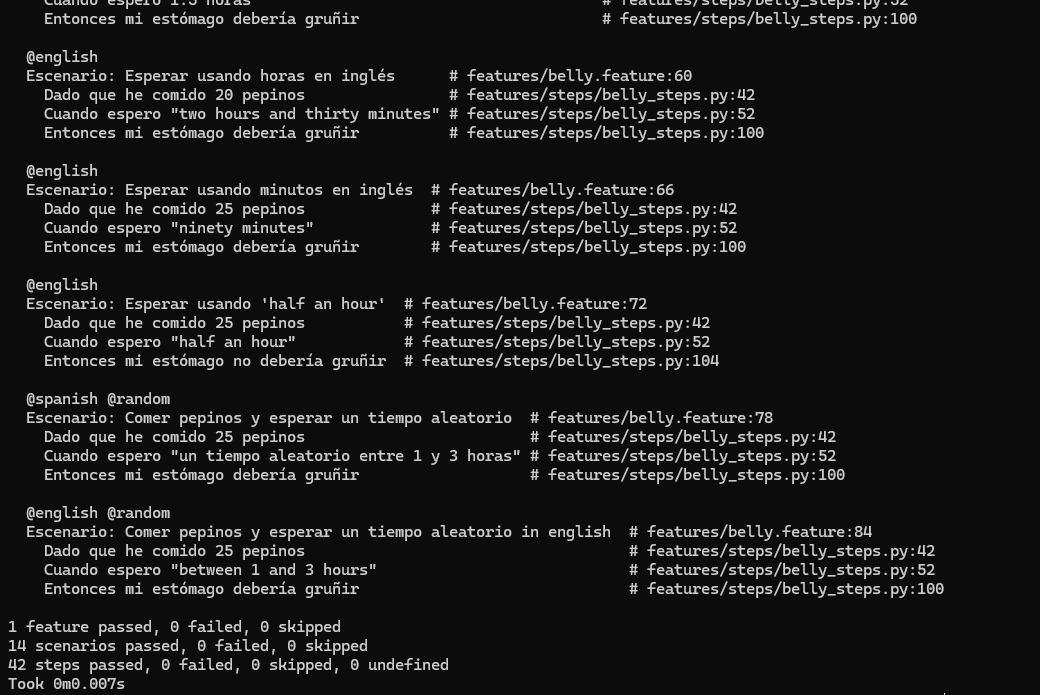 Cuando espero 1.5 horas # features/steps/belly_steps.py:52
Entonces mi estómago debería gruñir # features/steps/belly_steps.py:100
@english
Escenario: Esperar usando horas en inglés # features/belly.feature:60
Dado que he comido 20 pepinos # features/steps/belly_steps.py:42
Cuando espero "two hours and thirty minutes" # features/steps/belly_steps.py:52
Entonces mi estómago debería gruñir # features/steps/belly_steps.py:100
@english
Escenario: Esperar usando minutos en inglés # features/belly.feature:66
Dado que he comido 25 pepinos # features/steps/belly_steps.py:42
Cuando espero "ninety minutes" # features/steps/belly_steps.py:52
Entonces mi estómago debería gruñir # features/steps/belly_steps.py:100
@english
Escenario: Esperar usando 'half an hour' # features/belly.feature:72
Dado que he comido 25 pepinos # features/steps/belly_steps.py:42
Cuando espero "half an hour" # features/steps/belly_steps.py:52
Entonces mi estómago no debería gruñir # features/steps/belly_steps.py:104
@spanish @random
Escenario: Comer pepinos y esperar un tiempo aleatorio # features/belly.feature:78
Dado que he comido 25 pepinos # features/steps/belly_steps.py:42
Cuando espero "un tiempo aleatorio entre 1 y 3 horas" # features/steps/belly_steps.py:52
Entonces mi estómago debería gruñir # features/steps/belly_steps.py:100
@english @random
Escenario: Comer pepinos y esperar un tiempo aleatorio in english # features/belly.feature:84
Dado que he comido 25 pepinos # features/steps/belly_steps.py:42
Cuando espero "between 1 and 3 hours" # features/steps/belly_steps.py:52
Entonces mi estómago debería gruñir # features/steps/belly_steps.py:100
1 feature passed, 0 failed, 0 skipped
14 scenarios passed, 0 failed, 0 skipped
42 steps passed, 0 failed, 0 skipped, 0 undefined
Took 0m0.007s